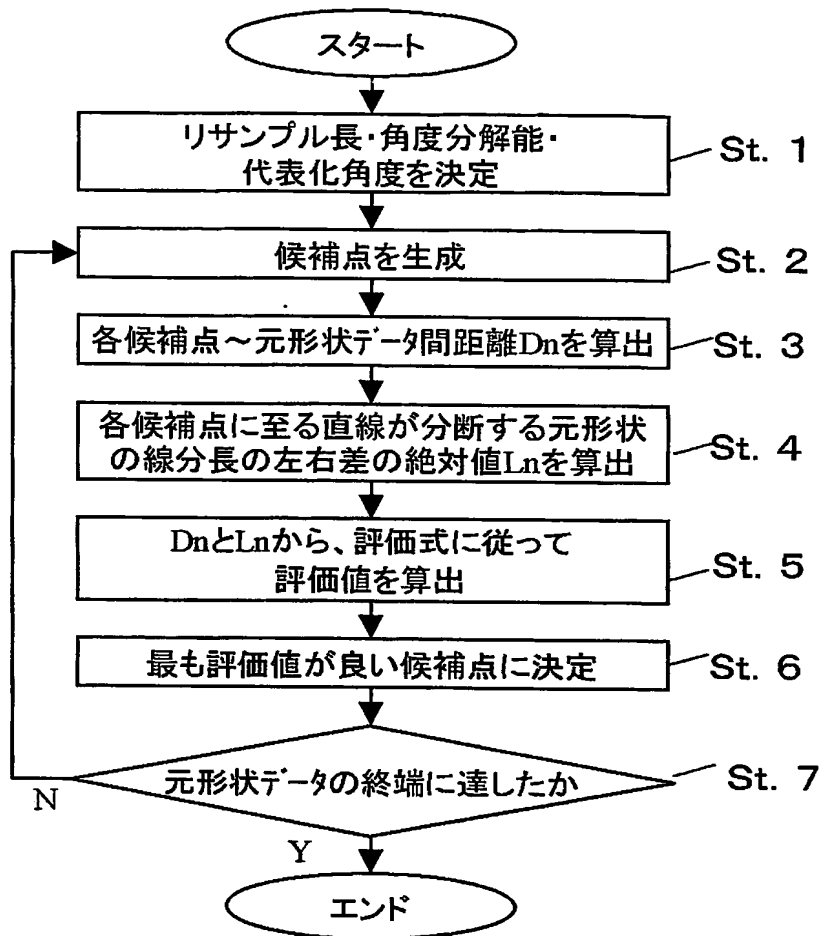 スタート
リサンプル長・角度分解能・
代表化角度を決定
St. 1
候補点を生成
St. 2
各候補点～元形状ﾃﾞｰﾀ間距離Dnを算出
St. 3
各候補点に至る直線が分断する元形状
の線分長の左右差の絶対値Lnを算出
St. 4
DnとLnから、評価式に従って
評価値を算出
St. 5
最も評価値が良い候補点に決定
St. 6
元形状ﾃﾞｰﾀの終端に達したか
St. 7
N
Y
エンド